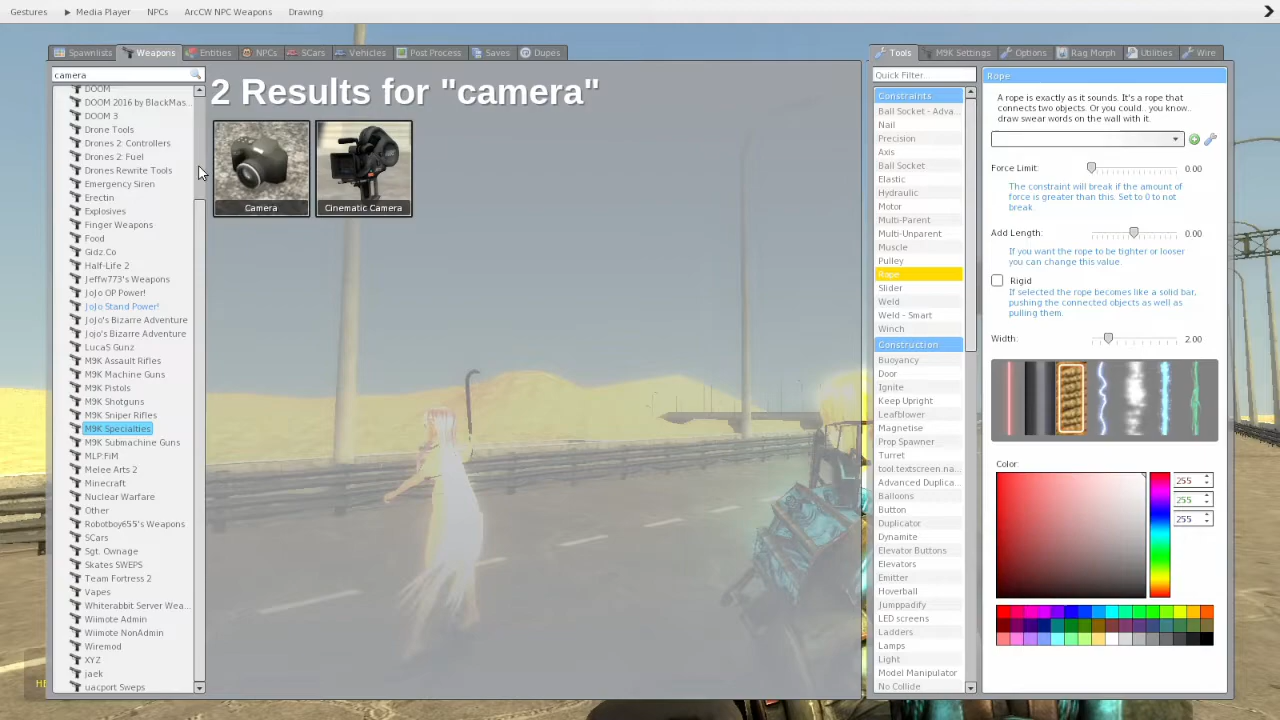 Gestures
Media Player
NPCs
ArcCW NPC Weapons
Drawing
Spawnlists
Weapons
Entities
NPCs
SCars
Vehicles
Post Process
Saves
Dupes
camera
2 Results for "camera"
Camera
Cinematic Camera
DOOM
DOOM 2016 by BlackMas...
DOOM 3
Drone Tools
Drones 2: Controllers
Drones 2: Fuel
Drones Rewrite Tools
Emergency Siren
Erectin
Explosives
Finger Weapons
Food
Gidz.Co
Half-Life 2
Jeffw773's Weapons
JoJo OP Power!
JoJo Stand Power!
JoJo's Bizarre Adventure
Jojo's Bizarre Adventure
LucaS Gunz
M9K Assault Rifles
M9K Machine Guns
M9K Pistols
M9K Shotguns
M9K Sniper Rifles
M9K Specialties
M9K Submachine Guns
MLP:FiM
Melee Arts 2
Minecraft
Nuclear Warfare
Other
Robotboy655's Weapons
SCars
Sgt. Ownage
Skates SWEPS
Team Fortress 2
Vapes
Whiterabbit Server Wea...
Wiimote Admin
Wiimote NonAdmin
Wiremod
XYZ
jaek
uacport Sweps
Tools
M9K Settings
Options
Rag Morph
Utilities
Wire
Quick Filter...
Constraints
Ball Socket - Adva...
Nail
Precision
Axis
Ball Socket
Elastic
Hydraulic
Motor
Multi-Parent
Multi-Unparent
Muscle
Pulley
Rope
Slider
Weld
Weld - Smart
Winch
Construction
Buoyancy
Door
Ignite
Keep Upright
Leafblower
Magnetise
Prop Spawner
Turret
tool.textscreen.na...
Advanced Duplica...
Balloons
Button
Duplicator
Dynamite
Elevator Buttons
Elevators
Emitter
Hoverball
Jumppadify
LED screens
Ladders
Lamps
Light
Model Manipulator
No Collide
Rope
A rope is exactly as it sounds. It's a rope that
connects two objects. Or you could.. you know..
draw swear words on the wall with it.
Force Limit:
0.00
The constraint will break if the amount of
force is greater than this. Set to 0 to not
break.
Add Length:
0.00
If you want the rope to be tighter or looser
you can change this value.
Rigid
If selected the rope becomes like a solid bar,
pushing the connected objects as well as
pulling them.
Width:
2.00
Color
255
255
255